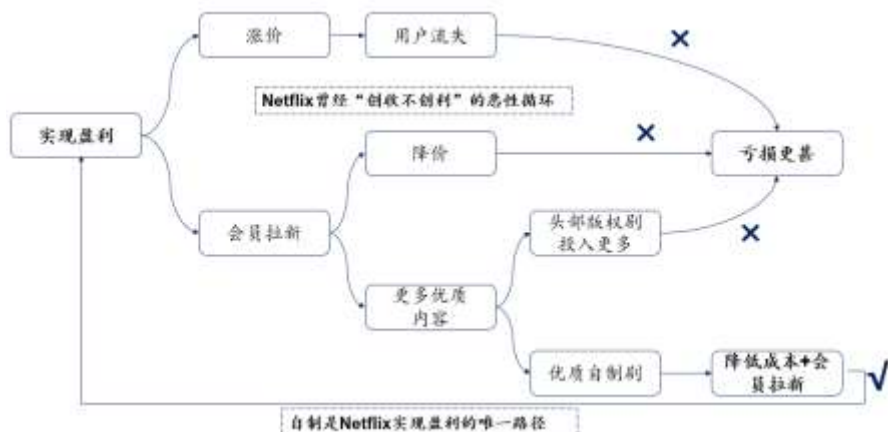 涨价
用户流失
Netflix曾经“创收不创利”的恶性循环
实现盈利
降价
亏损更甚
会员拉新
头部版权剧
投入更多
更多优质
内容
优质自制剧
降低成本+会
员拉新
自制是Netflix实现盈利的唯一路径